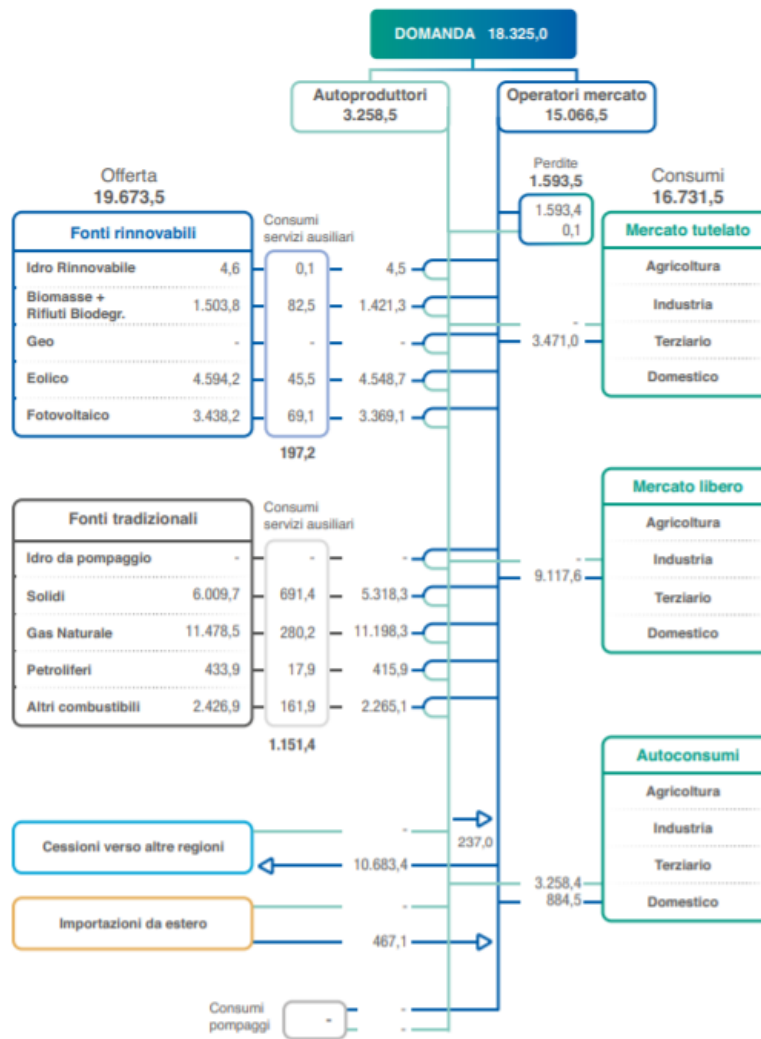 DOMANDA 18.325,0
Autoproduttori
3.258,5
Operatori mercato
15.066,5
Offerta
19.673,5
Perdite
1.593,5
1.593,4
0,1
Consumi
16.731,5
Fonti rinnovabili
Consumi
servizi ausiliari
Idro Rinnovabile 4,6 0,1 4,5
Biomasse +
Rifiuti Biodegr. 1.503,8 82,5 1.421,3
Geo - - -
Eolico 4.594,2 45,5 4.548,7
Fotovoltaico 3.438,2 69,1 3.369,1
197,2
Mercato tutelato
Agricoltura
Industria
-
3.471,0
Terziario
Domestico
Fonti tradizionali
Consumi
servizi ausiliari
Idro da pompaggio - - -
Solidi 6.009,7 691,4 5.318,3
Gas Naturale 11.478,5 280,2 11.198,3
Petroliferi 433,9 17,9 415,9
Altri combustibili 2.426,9 161,9 2.265,1
1.151,4
Mercato libero
Agricoltura
-
Industria
9.117,6
Terziario
Domestico
Autoconsumi
Agricoltura
Industria
Terziario
3.258,4
884,5
Domestico
Cessioni verso altre regioni
-
237,0
10.683,4
Importazioni da estero
-
467,1
Consumi
pompaggi
-
-
-